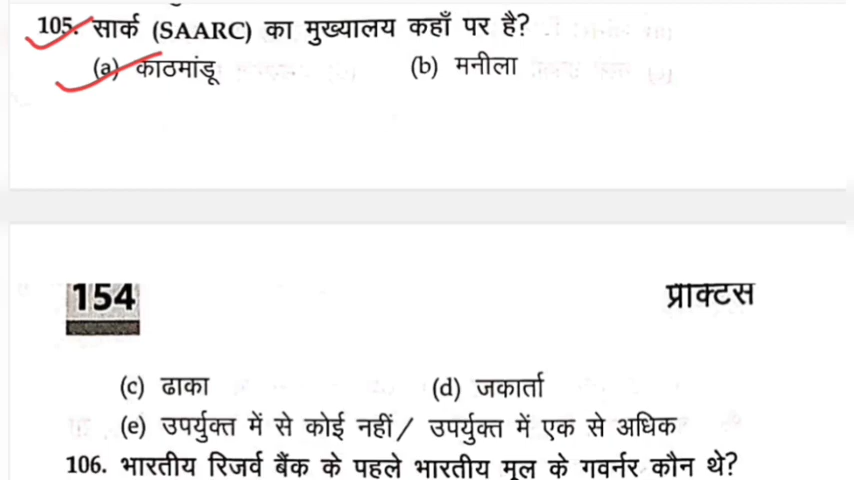 105. सार्क (SAARC) का मुख्यालय कहाँ पर है?
(a) काठमांडू (b) मनीला
154 प्रैक्टिस
(c) ढाका (d) जकार्ता
(e) उपर्युक्त में से कोई नहीं/ उपर्युक्त में एक से अधिक
106. भारतीय रिजर्व बैंक के पहले भारतीय मूल के गवर्नर कौन थे?